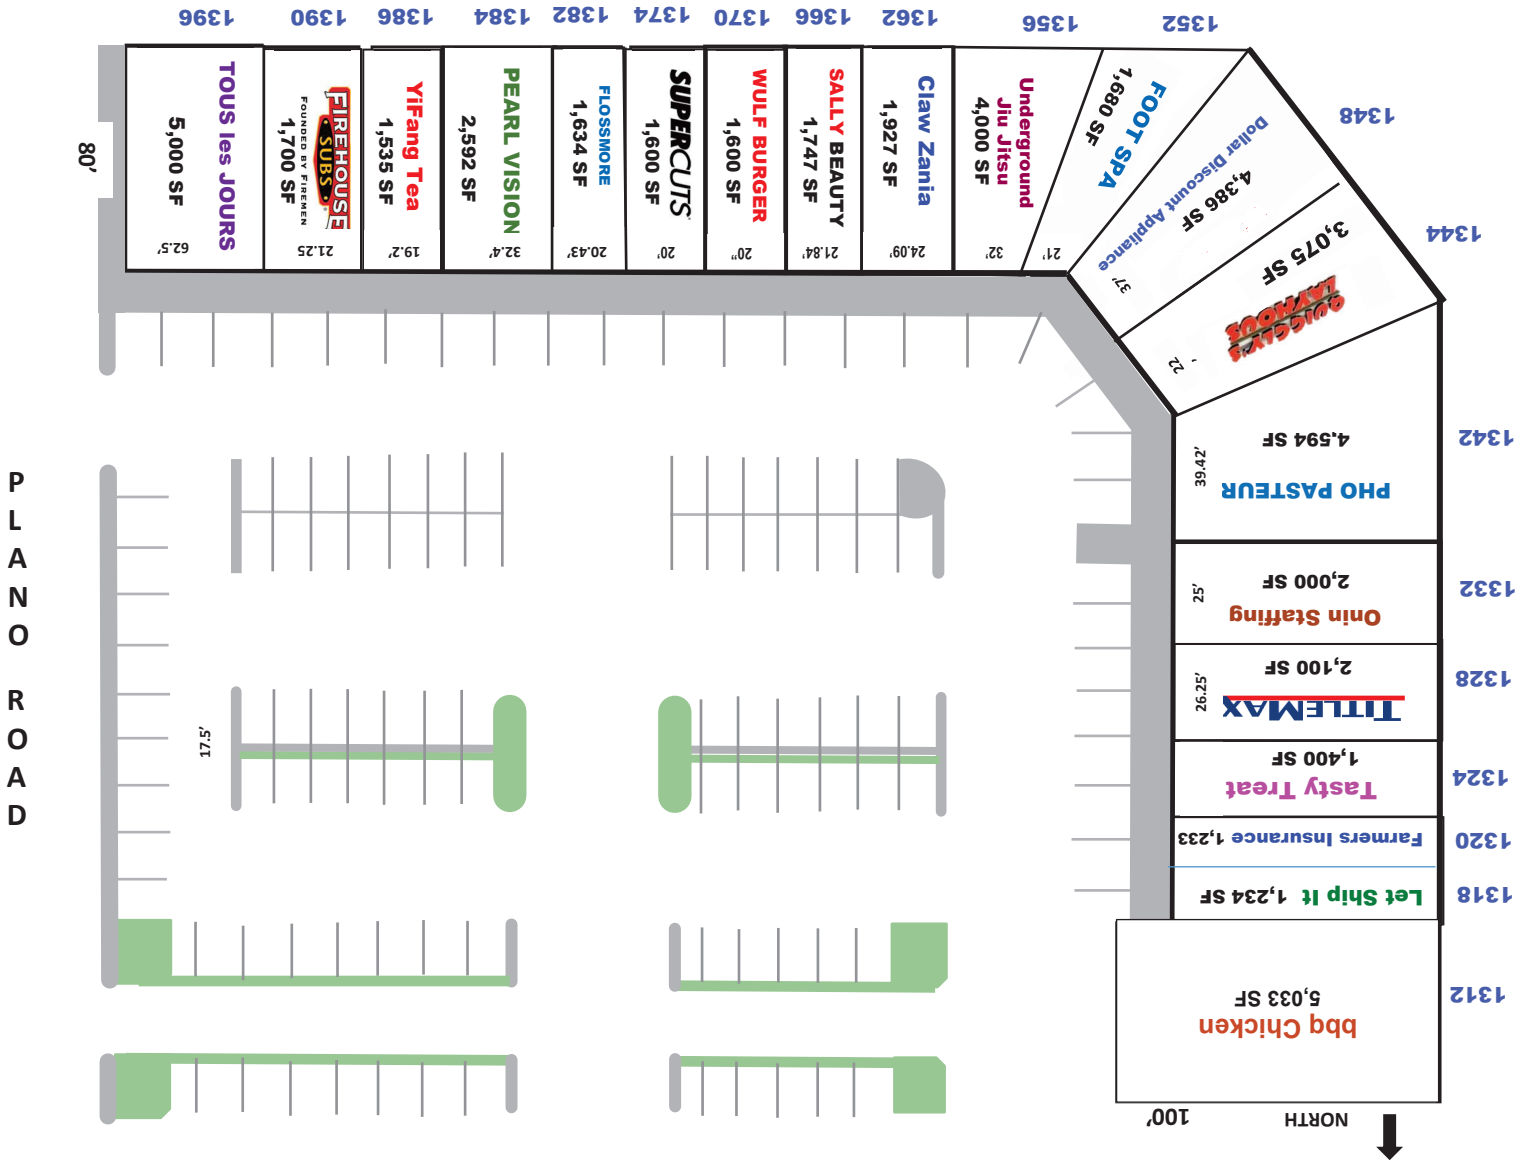 1396
1390
1386
1384
1382
1374
1370
1366
1362
1356
1352
1348
1344
1342
1332
1328
1324
1320
1318
1312
80'
TOUS les JOURS
5,000 SF
62.5'
FIREHOUSE
SUBS
FOUNDED BY FIREMEN
1,700 SF
21.25
YiFang Tea
1,535 SF
19.2'
PEARL VISION
2,592 SF
32.4'
FLOSSMORE
1,634 SF
20.43'
SUPERCUTS
1,600 SF
20'
WULF BURGER
1,600 SF
20"
SALLY BEAUTY
1,747 SF
21.84'
Claw Zania
1,927 SF
24.09'
Underground
Jiu Jitsu
4,000 SF
32'
FOOT SPA
1,680 SF
21'
Dollar Discount Appliance
4,386 SF
37'
3,075 SF
QUIGGLY'S
LAYHOUS
22'
4,594 SF
PHO PASTEUR
39.42'
2,000 SF
Onin Staffing
25'
2,100 SF
TITLEMAX
26.25'
1,400 SF
Tasty Treat
Farmers Insurance 1,233
Let Ship It 1,234 SF
5,033 SF
bbq Chicken
100'
NORTH
17.5'
PLANO ROAD